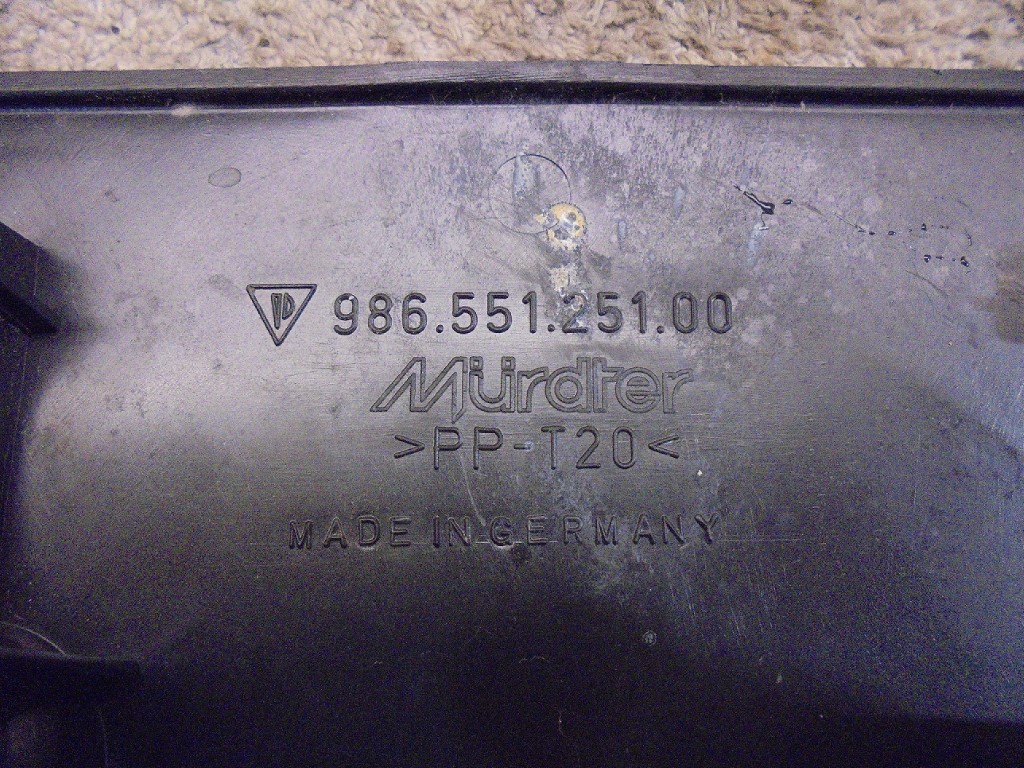 986.551.251.00
Mürdter
>PP-T20<
MADE IN GERMANY